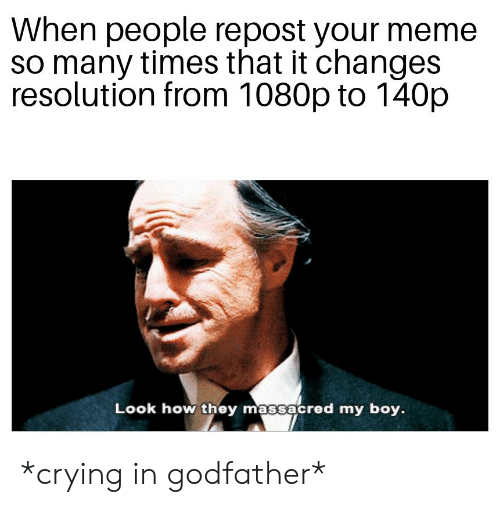 When people repost your meme
so many times that it changes
resolution from 1080p to 140p
Look how they massacred my boy.
*crying in godfather*